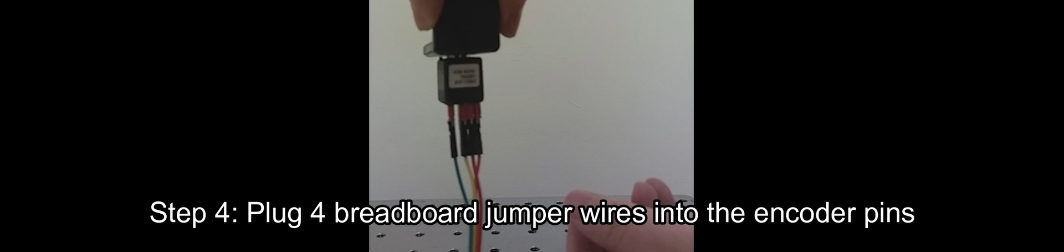 Step 4: Plug 4 breadboard jumper wires into the encoder pins